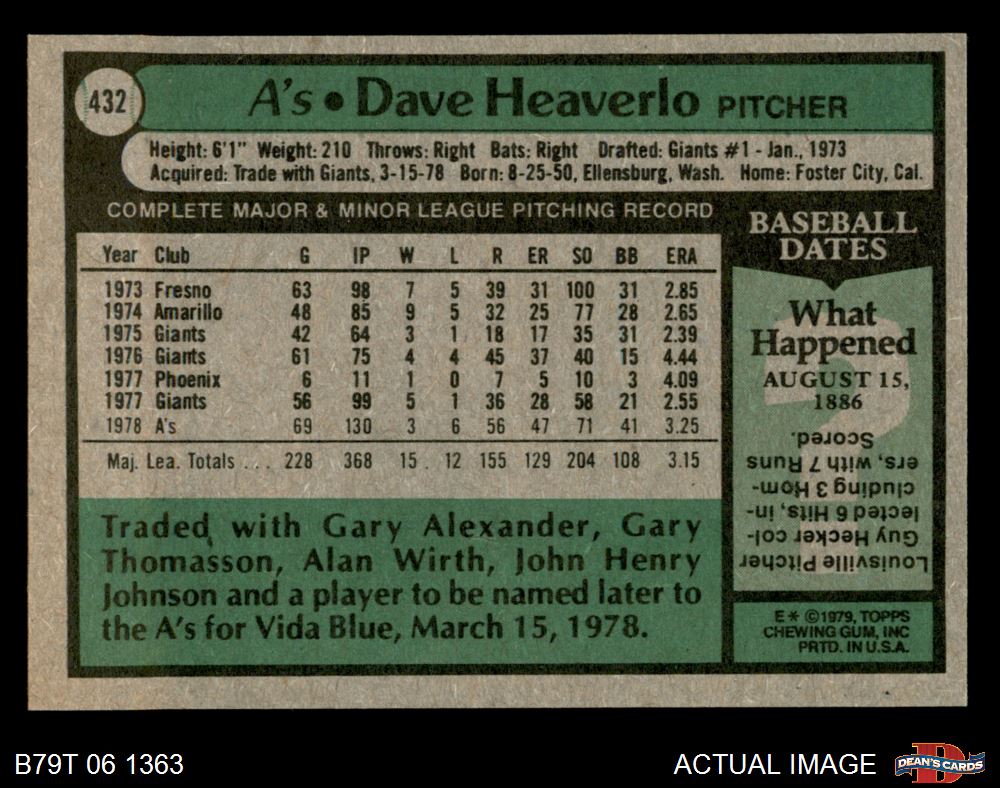 432
A's • Dave Heaverlo PITCHER
Height: 6'1" Weight: 210 Throws: Right Bats: Right Drafted: Giants #1 - Jan., 1973
Acquired: Trade with Giants, 3-15-78 Born: 8-25-50, Ellensburg, Wash. Home: Foster City, Cal.
COMPLETE MAJOR & MINOR LEAGUE PITCHING RECORD
Year Club G IP W L R ER SO BB ERA
1973 Fresno 63 98 7 5 39 31 100 31 2.85
1974 Amarillo 48 85 9 5 32 25 77 28 2.65
1975 Giants 42 64 3 1 18 17 35 31 2.39
1976 Giants 61 75 4 4 45 37 40 15 4.44
1977 Phoenix 6 11 1 0 7 5 10 3 4.09
1977 Giants 56 99 5 1 36 28 58 21 2.55
1978 A's 69 130 3 6 56 47 71 41 3.25
Maj. Lea. Totals ... 228 368 15 12 155 129 204 108 3.15
Traded with Gary Alexander, Gary
Thomasson, Alan Wirth, John Henry
Johnson and a player to be named later to
the A's for Vida Blue, March 15, 1978.
BASEBALL
DATES
What
Happened
AUGUST 15,
1886
Louisville Pitcher
Guy Hecker col-
lected 6 Hits, in-
cluding 3 Hom-
ers, with 7 Runs
Scored.
E* ©1979, TOPPS
CHEWING GUM, INC
PRTD. IN U.S.A.
B79T 06 1363
ACTUAL IMAGE
D
DEAN'S CARDS